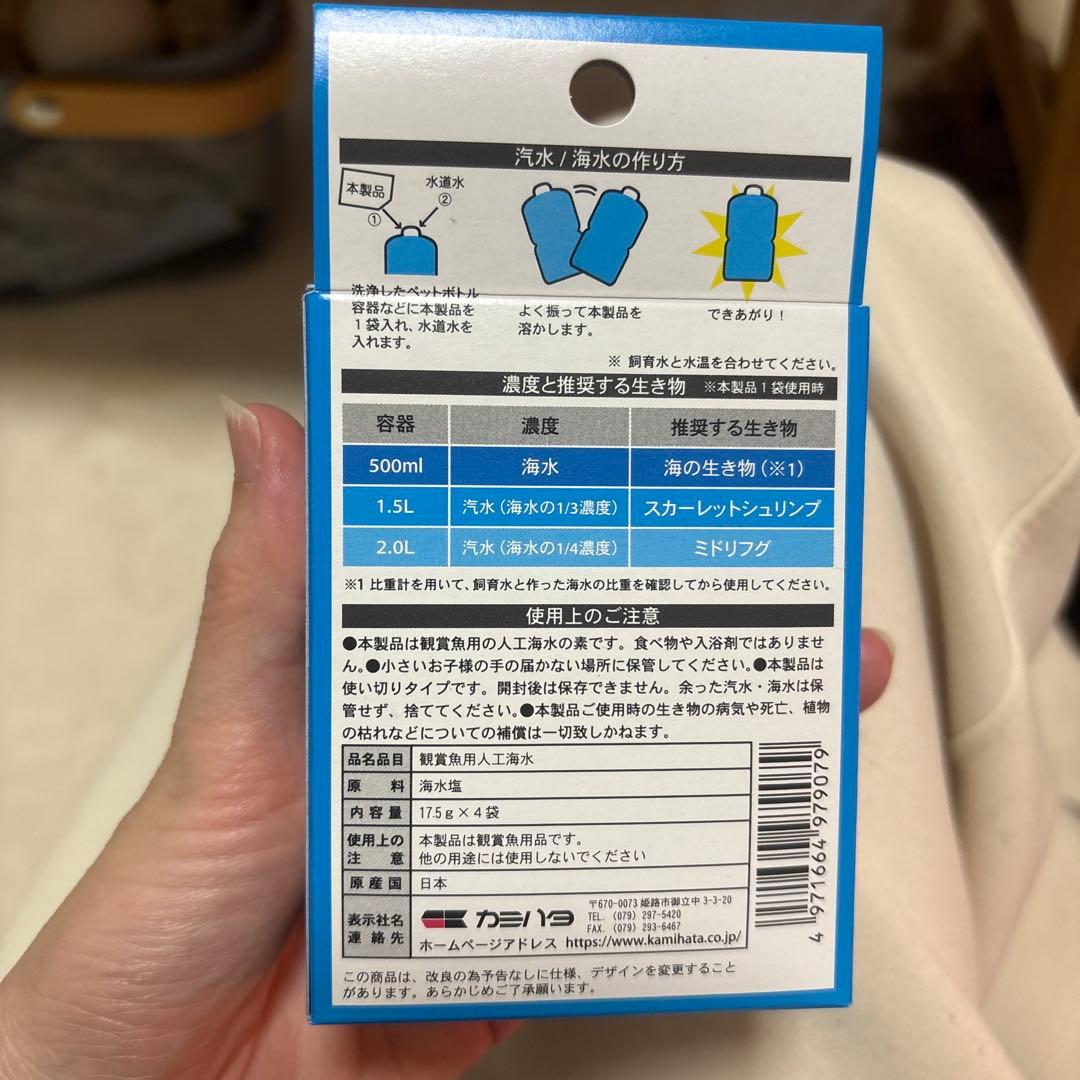 汽水 / 海水の作り方
本製品
①
水道水
②
洗浄したペットボトル
容器などに本製品を
1袋入れ、水道水を
入れます。
よく振って本製品を
溶かします。
できあがり！
※ 飼育水と水温を合わせてください。
濃度と推奨する生き物 ※本製品1袋使用時
容器 濃度 推奨する生き物
500ml 海水 海の生き物（※1）
1.5L 汽水（海水の1/3濃度） スカーレットシュリンプ
2.0L 汽水（海水の1/4濃度） ミドリフグ
※1 比重計を用いて、飼育水と作った海水の比重を確認してから使用してください。
使用上のご注意
●本製品は観賞魚用の人工海水の素です。食べ物や入浴剤ではありませ
ん。●小さいお子様の手の届かない場所に保管してください。●本製品は
使い切りタイプです。開封後は保存できません。余った汽水・海水は保
管せず、捨ててください。●本製品ご使用時の生き物の病気や死亡、植物
の枯れなどについての補償は一切致しかねます。
品名品目 観賞魚用人工海水
原料 海水塩
内容量 17.5g×4袋
使用上の注意 本製品は観賞魚用品です。
他の用途には使用しないでください
原産国 日本
表示社名
連絡先
カミハタ
〒670-0073 姫路市御立中3-3-20
TEL. (079) 297-5420
FAX. (079) 293-6467
ホームページアドレス https://www.kamihata.co.jp/
4 971664 979079
この商品は、改良の為予告なしに仕様、デザインを変更すること
があります。あらかじめご了承願います。